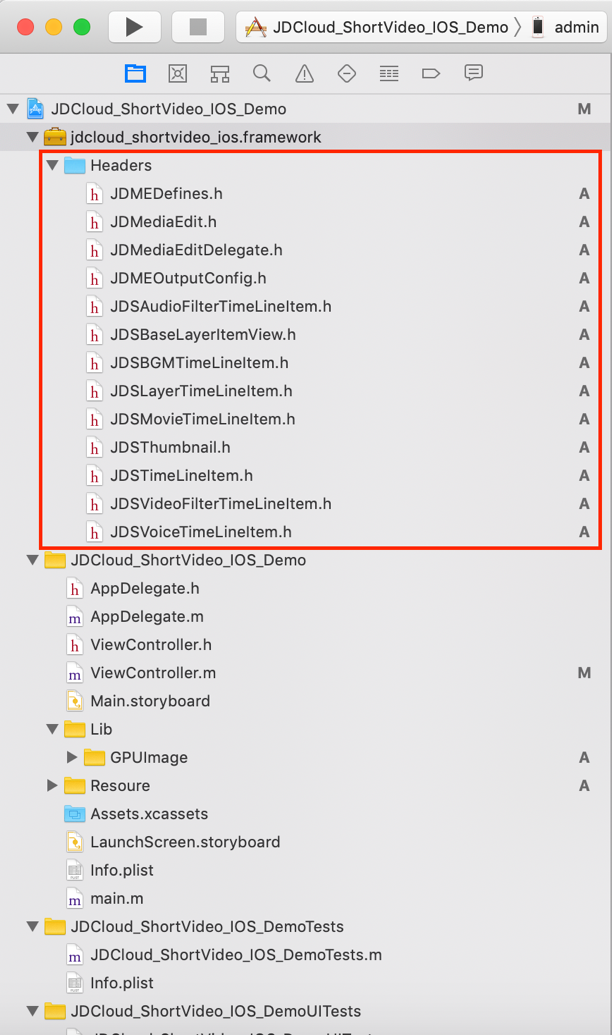 JDCloud_ShortVideo_IOS_Demo admin
JDCloud_ShortVideo_IOS_Demo M
jdcloud_shortvideo_ios.framework
Headers
h JDMEDefines.h A
h JDMediaEdit.h A
h JDMediaEditDelegate.h A
h JDMEOutputConfig.h A
h JDSAudioFilterTimeLineItem.h A
h JDSBaseLayerItemView.h A
h JDSBGMTimeLineItem.h A
h JDSLayerTimeLineItem.h A
h JDSMovieTimeLineItem.h A
h JDSThumbnail.h A
h JDSTimeLineItem.h A
h JDSVideoFilterTimeLineItem.h A
h JDSVoiceTimeLineItem.h A
JDCloud_ShortVideo_IOS_Demo
h AppDelegate.h
m AppDelegate.m
h ViewController.h
m ViewController.m M
Main.storyboard
Lib
GPUImage A
Resoure A
Assets.xcassets
LaunchScreen.storyboard
Info.plist
m main.m
JDCloud_ShortVideo_IOS_DemoTests
m JDCloud_ShortVideo_IOS_DemoTests.m
Info.plist
JDCloud_ShortVideo_IOS_DemoUITests